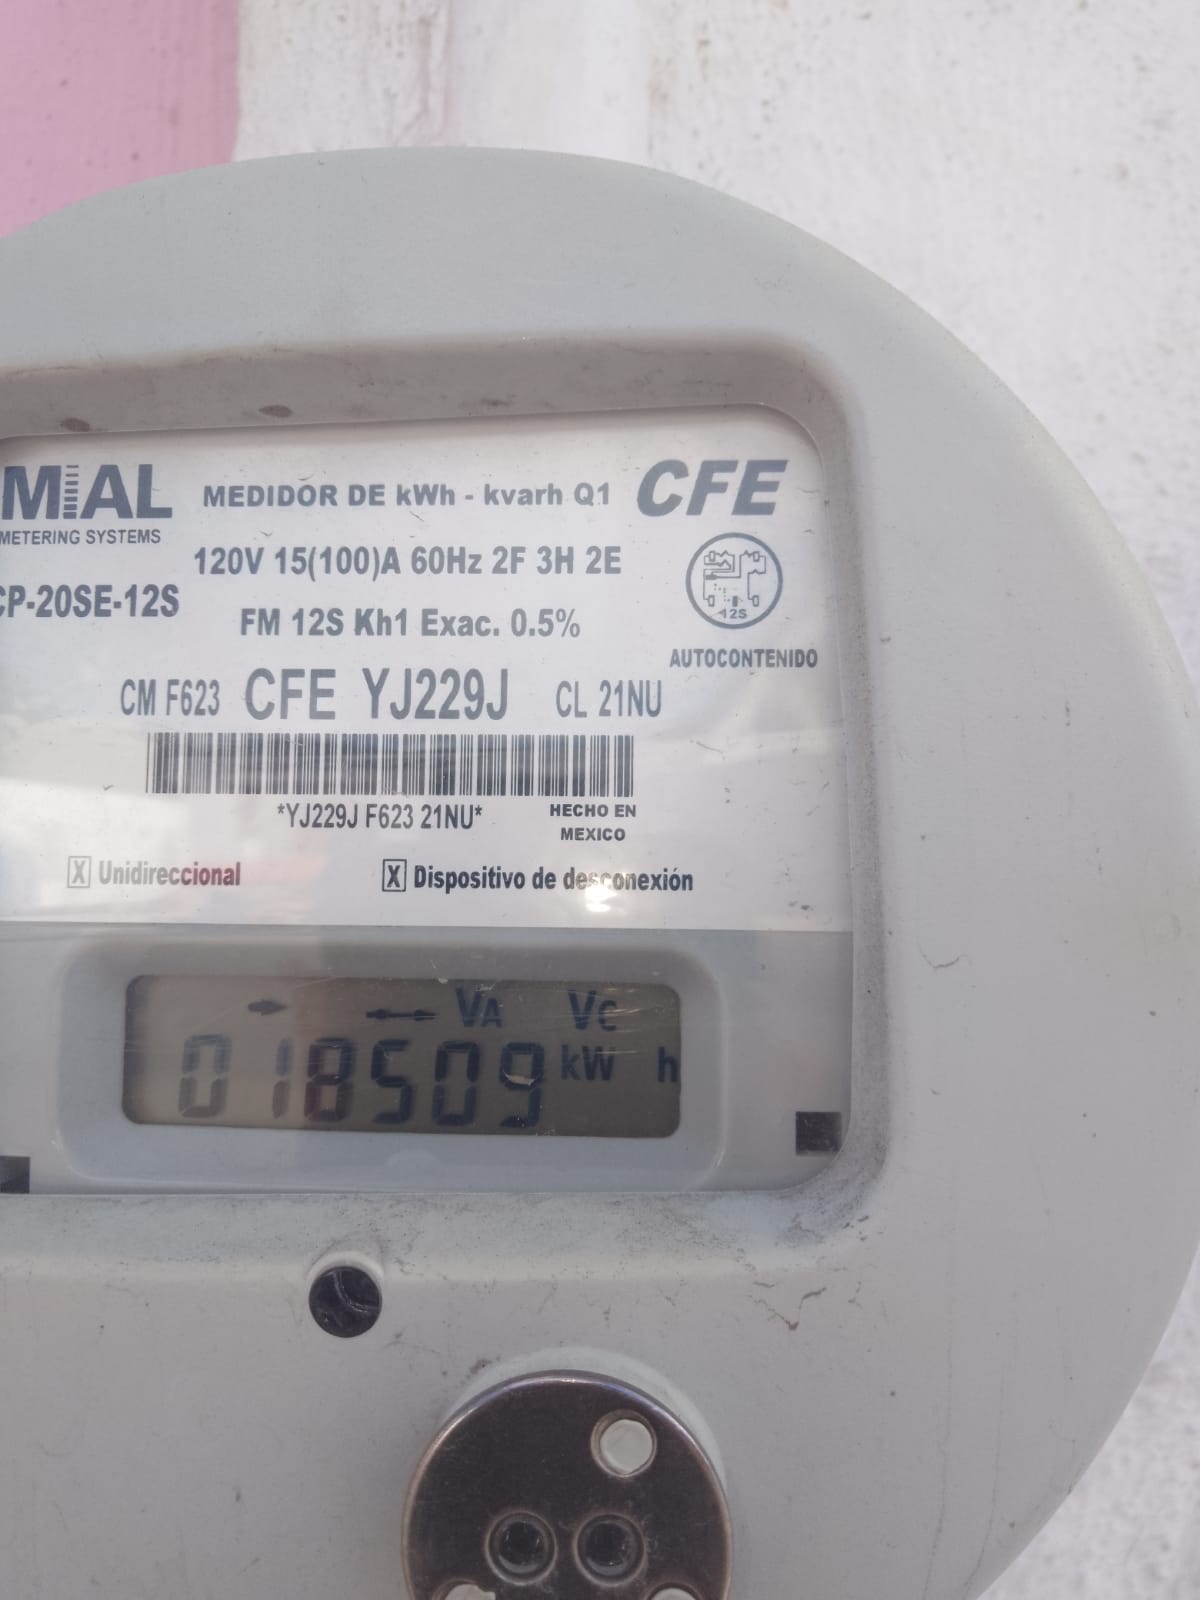 MIAL
METERING SYSTEMS
MEDIDOR DE kWh - kvarh Q1
CFE
120V 15(100)A 60Hz 2F 3H 2E
CP-20SE-12S
FM 12S Kh1 Exac. 0.5%
12S
AUTOCONTENIDO
CM F623 CFE YJ229J CL 21NU
*YJ229J F623 21NU*
HECHO EN
MEXICO
X Unidireccional
X Dispositivo de desconexión
VA VC
018509 kW h